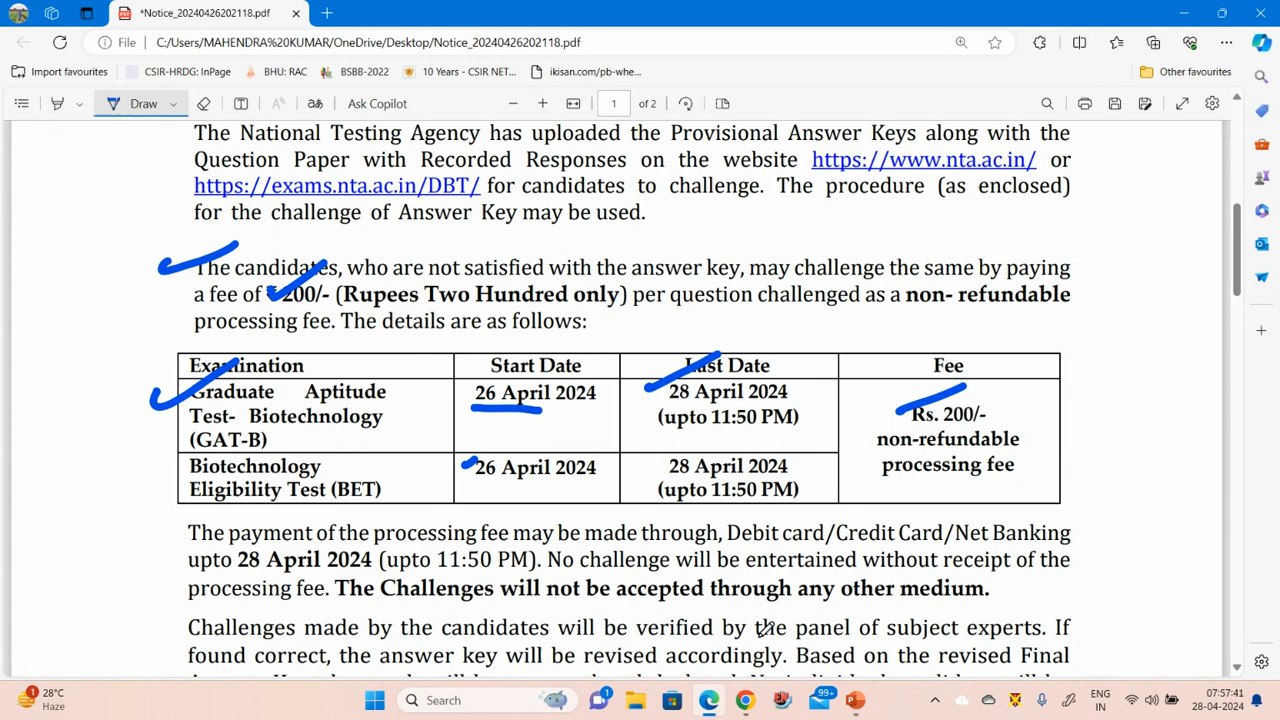 *Notice_20240426202118.pdf
File
C:/Users/MAHENDRA%20KUMAR/OneDrive/Desktop/Notice_20240426202118.pdf
Import favourites
CSIR-HRDG: InPage
BHU: RAC
BSBB-2022
10 Years - CSIR NET...
ikisan.com/pb-whe...
Other favourites
Draw
Ask Copilot
1
of 2
The National Testing Agency has uploaded the Provisional Answer Keys along with the
Question Paper with Recorded Responses on the website https://www.nta.ac.in/ or
https://exams.nta.ac.in/DBT/ for candidates to challenge. The procedure (as enclosed)
for the challenge of Answer Key may be used.
The candidates, who are not satisfied with the answer key, may challenge the same by paying
a fee of ₹ 200/- (Rupees Two Hundred only) per question challenged as a non- refundable
processing fee. The details are as follows:
Examination Start Date Last Date Fee
Graduate Aptitude
Test- Biotechnology
(GAT-B)
26 April 2024
28 April 2024
(upto 11:50 PM)
Rs. 200/-
non-refundable
processing fee
Biotechnology
Eligibility Test (BET)
26 April 2024
28 April 2024
(upto 11:50 PM)
The payment of the processing fee may be made through, Debit card/Credit Card/Net Banking
upto 28 April 2024 (upto 11:50 PM). No challenge will be entertained without receipt of the
processing fee. The Challenges will not be accepted through any other medium.
Challenges made by the candidates will be verified by the panel of subject experts. If
found correct, the answer key will be revised accordingly. Based on the revised Final
1
28°C
Haze
Search
1
99+
ENG
IN
07:57:41
28-04-2024